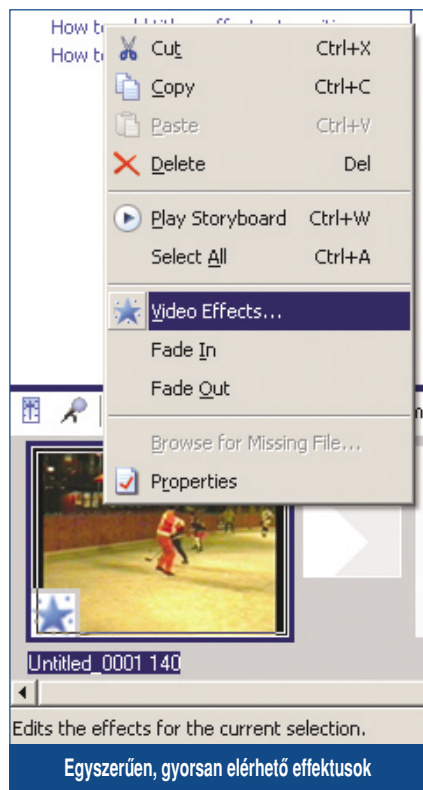 How to
How to
Cut Ctrl+X
Copy Ctrl+C
Paste Ctrl+V
Delete Del
Play Storyboard Ctrl+W
Select All Ctrl+A
Video Effects...
Fade In
Fade Out
Browse for Missing File...
Properties
Untitled_0001 140
Edits the effects for the current selection.
Egyszerűen, gyorsan elérhető effektusok